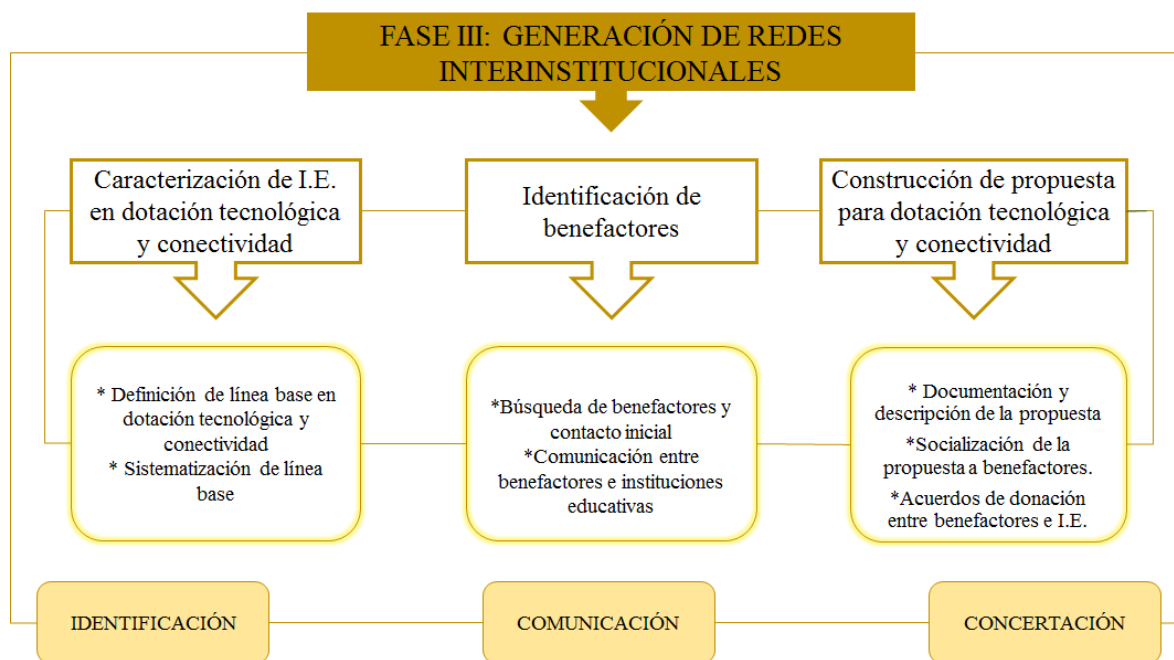 FASE III: GENERACIÓN DE REDES
INTERINSTITUCIONALES
Caracterización de I.E.
en dotación tecnológica
y conectividad
Identificación de
benefactores
Construcción de propuesta
para dotación tecnológica
y conectividad
* Definición de línea base en
dotación tecnológica y
conectividad
* Sistematización de línea
base
*Búsqueda de benefactores y
contacto inicial
*Comunicación entre
benefactores e instituciones
educativas
* Documentación y
descripción de la propuesta
*Socialización de la
propuesta a benefactores.
*Acuerdos de donación
entre benefactores e I.E.
IDENTIFICACIÓN
COMUNICACIÓN
CONCERTACIÓN